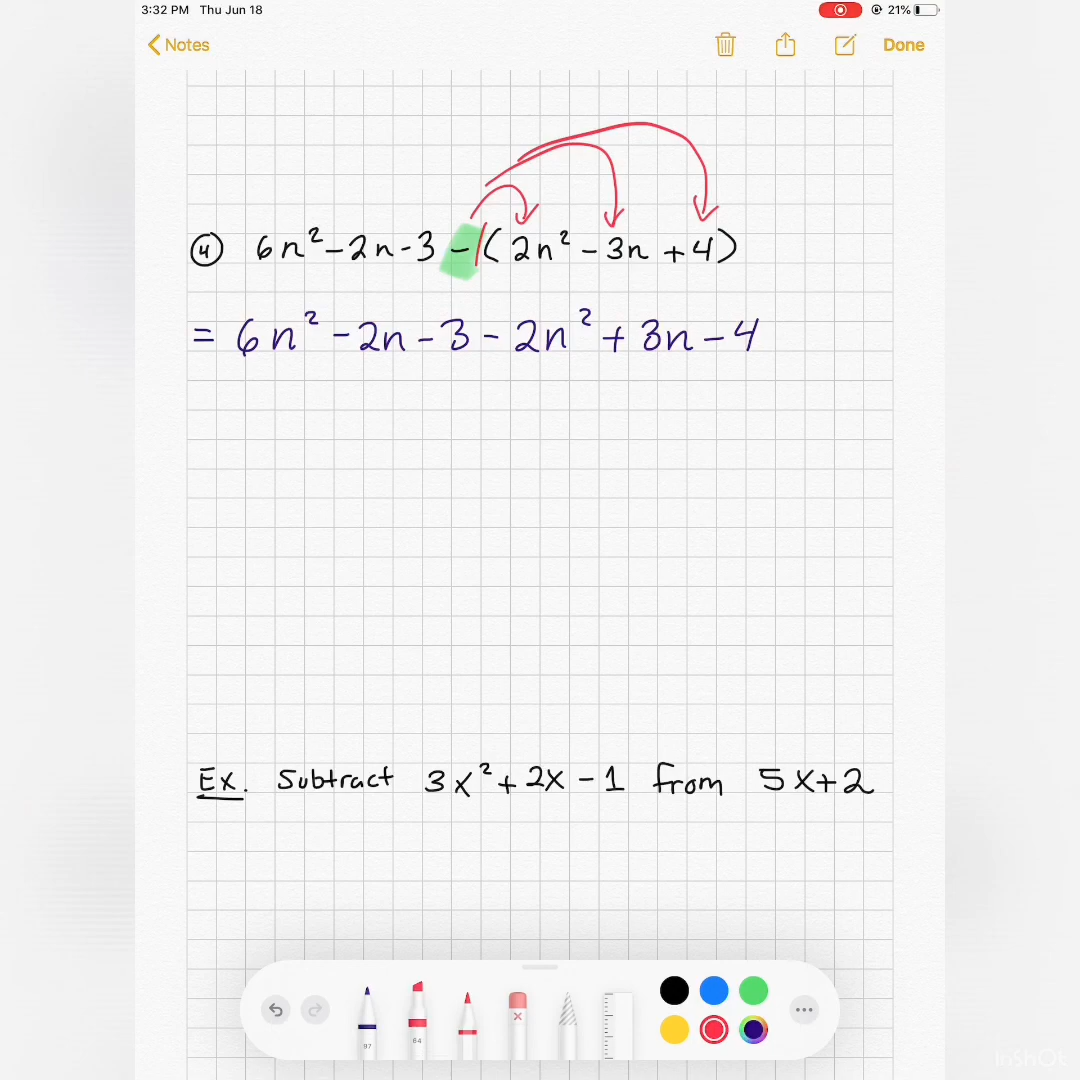 3:32 PM Thu Jun 18 21%
Notes Done
④ 6n² - 2n - 3 - 1(2n² - 3n + 4)
= 6n² - 2n - 3 - 2n² + 3n - 4
Ex. Subtract 3x² + 2x - 1 from 5x + 2
97 64
InShOt